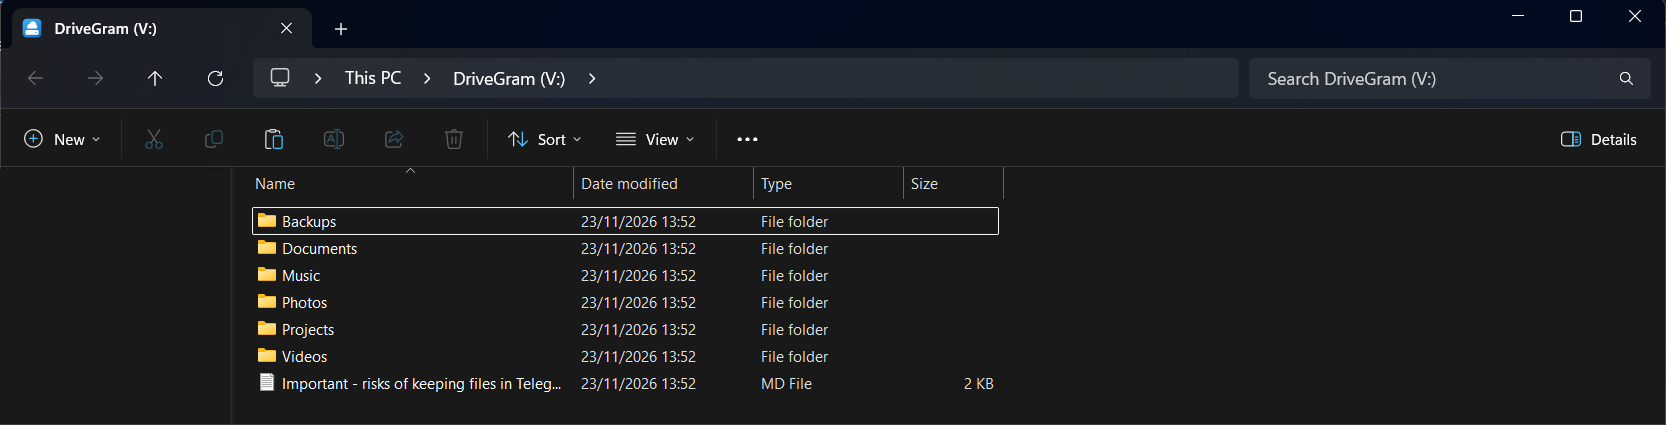 DriveGram (V:)
This PC DriveGram (V:) Search DriveGram (V:)
New Sort View Details
Name Date modified Type Size
Backups 23/11/2026 13:52 File folder
Documents 23/11/2026 13:52 File folder
Music 23/11/2026 13:52 File folder
Photos 23/11/2026 13:52 File folder
Projects 23/11/2026 13:52 File folder
Videos 23/11/2026 13:52 File folder
Important - risks of keeping files in Teleg... 23/11/2026 13:52 MD File 2 KB